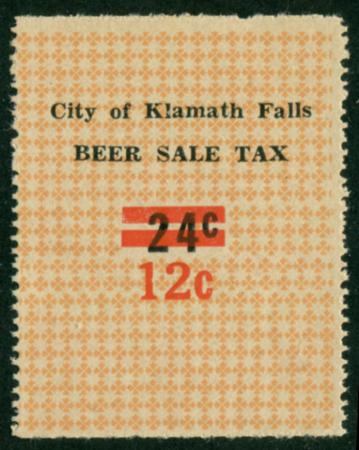 City of Klamath Falls
BEER SALE TAX
24c
12c